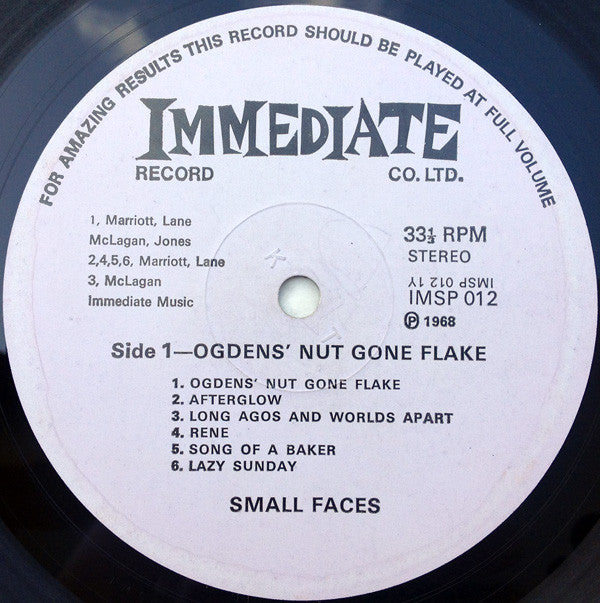 FOR AMAZING RESULTS THIS RECORD SHOULD BE PLAYED AT FULL VOLUME
IMMEDIATE
RECORD CO. LTD.
1, Marriott, Lane
McLagan, Jones
2,4,5,6, Marriott, Lane
3, McLagan
Immediate Music
33⅓ RPM
STEREO
IMSP 012 1Y
IMSP 012
Ⓟ 1968
K
T
Side 1—OGDENS' NUT GONE FLAKE
1. OGDENS' NUT GONE FLAKE
2. AFTERGLOW
3. LONG AGOS AND WORLDS APART
4. RENE
5. SONG OF A BAKER
6. LAZY SUNDAY
SMALL FACES